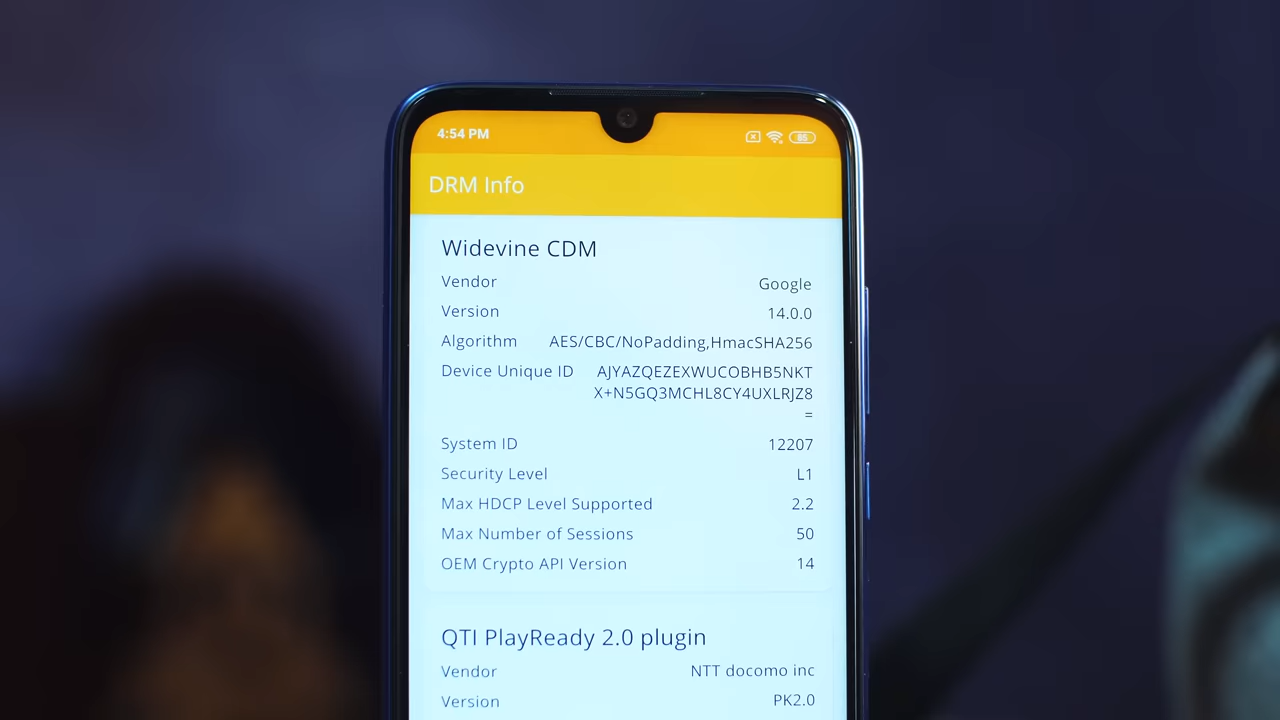 4:54 PM 65
DRM Info
Widevine CDM
Vendor Google
Version 14.0.0
Algorithm AES/CBC/NoPadding,HmacSHA256
Device Unique ID AJYAZQEZEXWUCOBHB5NKT
X+N5GQ3MCHL8CY4UXLRJZ8
=
System ID 12207
Security Level L1
Max HDCP Level Supported 2.2
Max Number of Sessions 50
OEM Crypto API Version 14
QTI PlayReady 2.0 plugin
Vendor NTT docomo inc
Version PK2.0